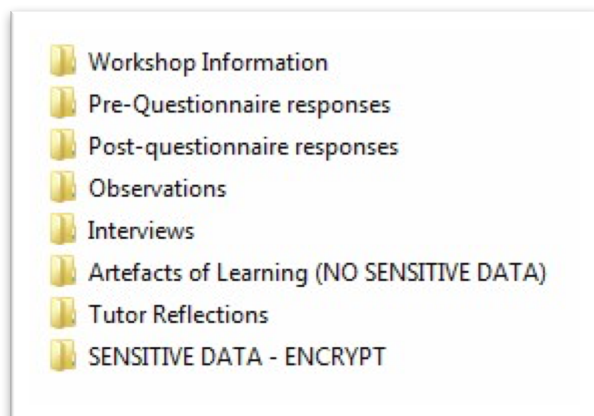 Workshop Information
Pre-Questionnaire responses
Post-questionnaire responses
Observations
Interviews
Artefacts of Learning (NO SENSITIVE DATA)
Tutor Reflections
SENSITIVE DATA - ENCRYPT